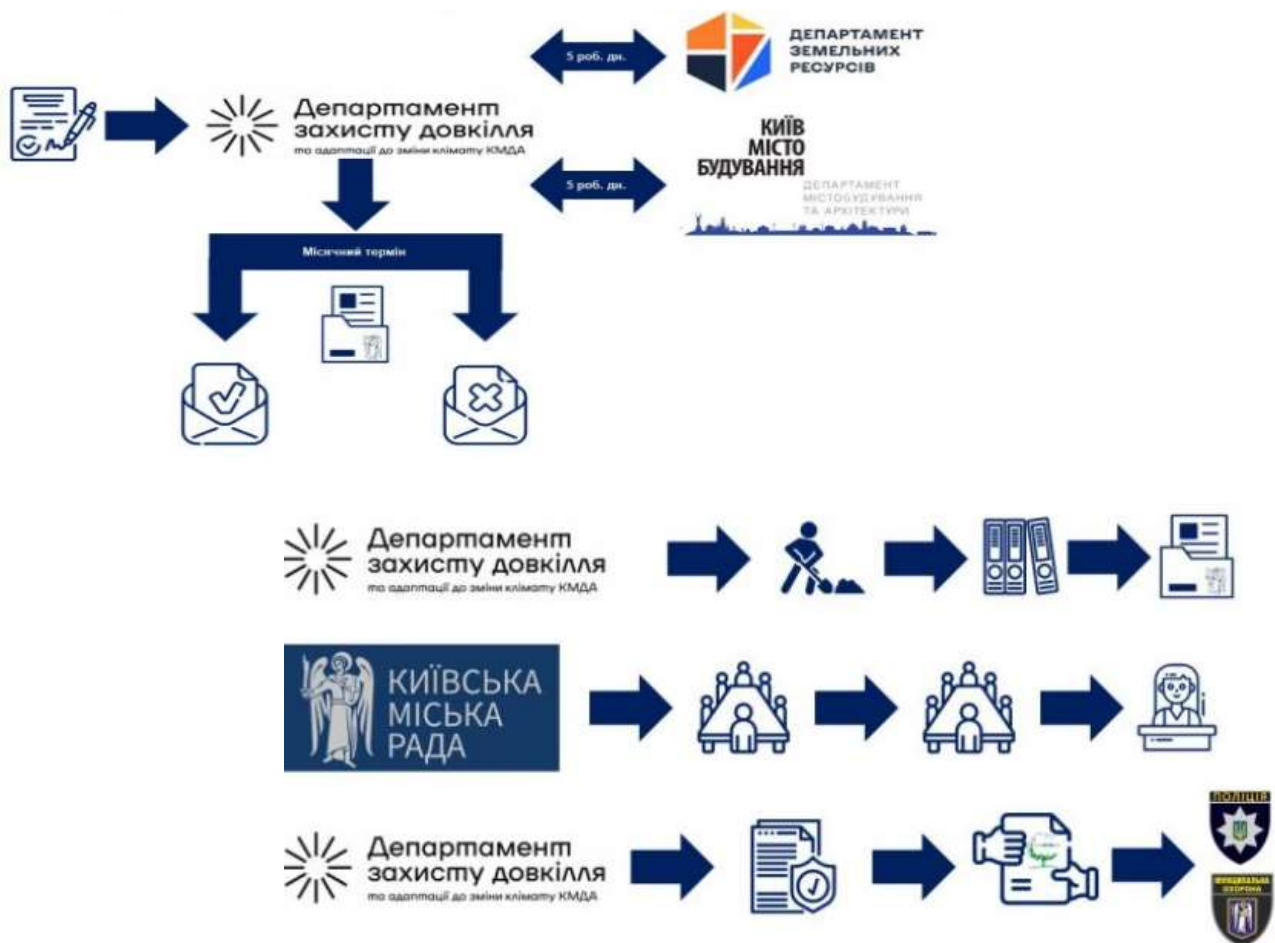 5 роб. дн.
ДЕПАРТАМЕНТ
ЗЕМЕЛЬНИХ
РЕСУРСІВ
Департамент
захисту довкілля
та адаптації до зміни клімату КМДА
КИЇВ
МІСТО
БУДУВАННЯ
5 роб. дн.
ДЕПАРТАМЕНТ
МІСТОБУДУВАННЯ
ТА АРХІТЕКТУРИ
Місячний термін
Департамент
захисту довкілля
та адаптації до зміни клімату КМДА
КИЇВСЬКА
МІСЬКА
РАДА
Департамент
захисту довкілля
та адаптації до зміни клімату КМДА
ПОЛІЦІЯ
МУНІЦИПАЛЬНА
ОХОРОНА